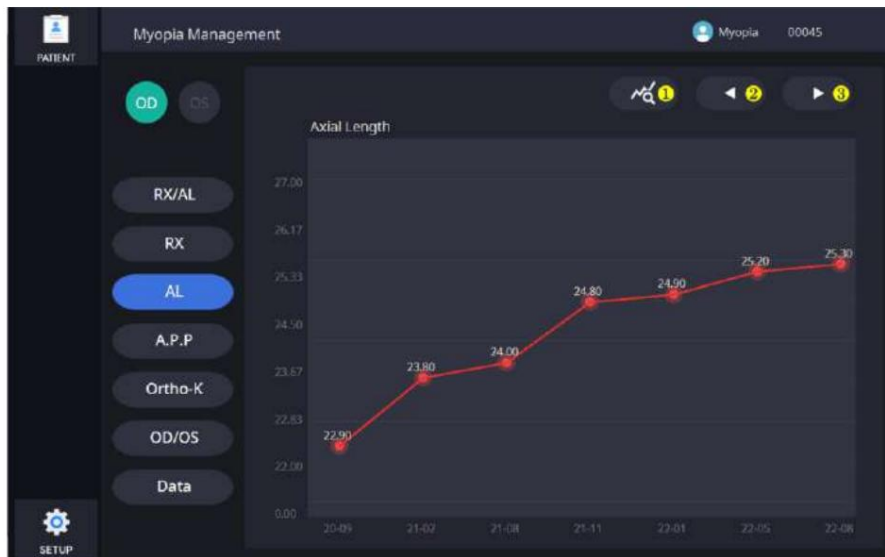 PATIENT
Myopia Management
Myopia 00045
OD OS
1 2 3
Axial Length
RX/AL
RX
AL
A.P.P
Ortho-K
OD/OS
Data
27.00
26.17
25.33
24.50
23.67
22.83
22.00
0.00
22.90
23.80
24.00
24.80
24.90
25.20
25.30
20-09 21-02 21-08 21-11 22-01 22-05 22-08
SETUP